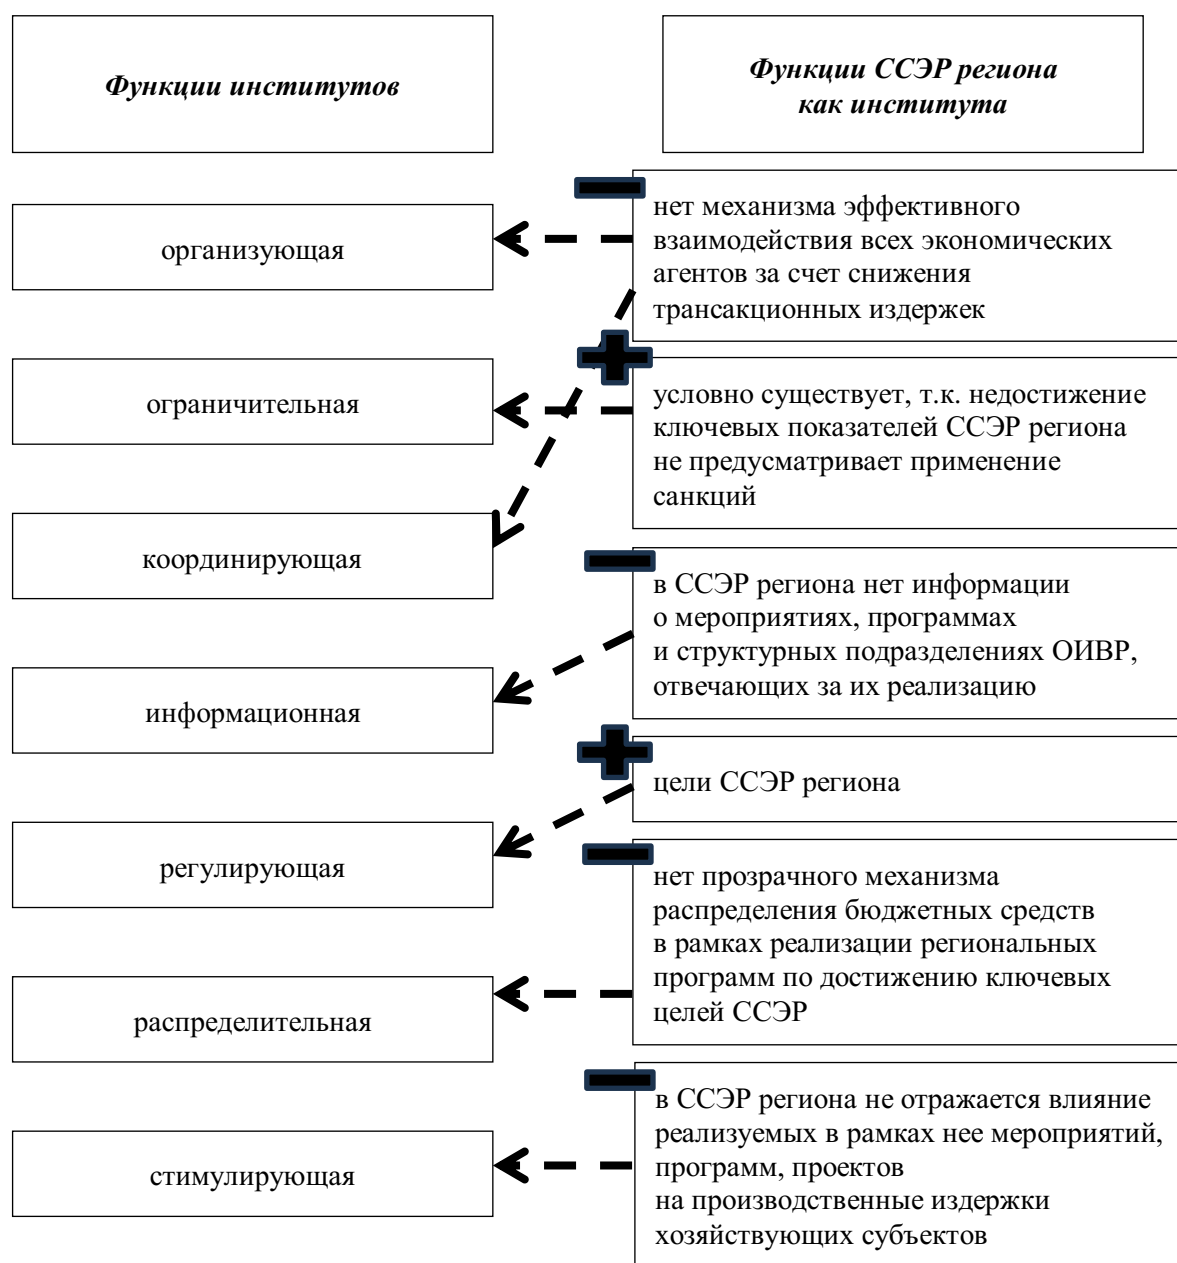 Функции институтов
Функции ССЭР региона
как института
организующая
нет механизма эффективного
взаимодействия всех экономических
агентов за счет снижения
трансакционных издержек
ограничительная
условно существует, т.к. недостижение
ключевых показателей ССЭР региона
не предусматривает применение
санкций
координирующая
в ССЭР региона нет информации
о мероприятиях, программах
и структурных подразделениях ОИВР,
отвечающих за их реализацию
информационная
цели ССЭР региона
регулирующая
нет прозрачного механизма
распределения бюджетных средств
в рамках реализации региональных
программ по достижению ключевых
целей ССЭР
распределительная
в ССЭР региона не отражается влияние
реализуемых в рамках нее мероприятий,
программ, проектов
на производственные издержки
хозяйствующих субъектов
стимулирующая